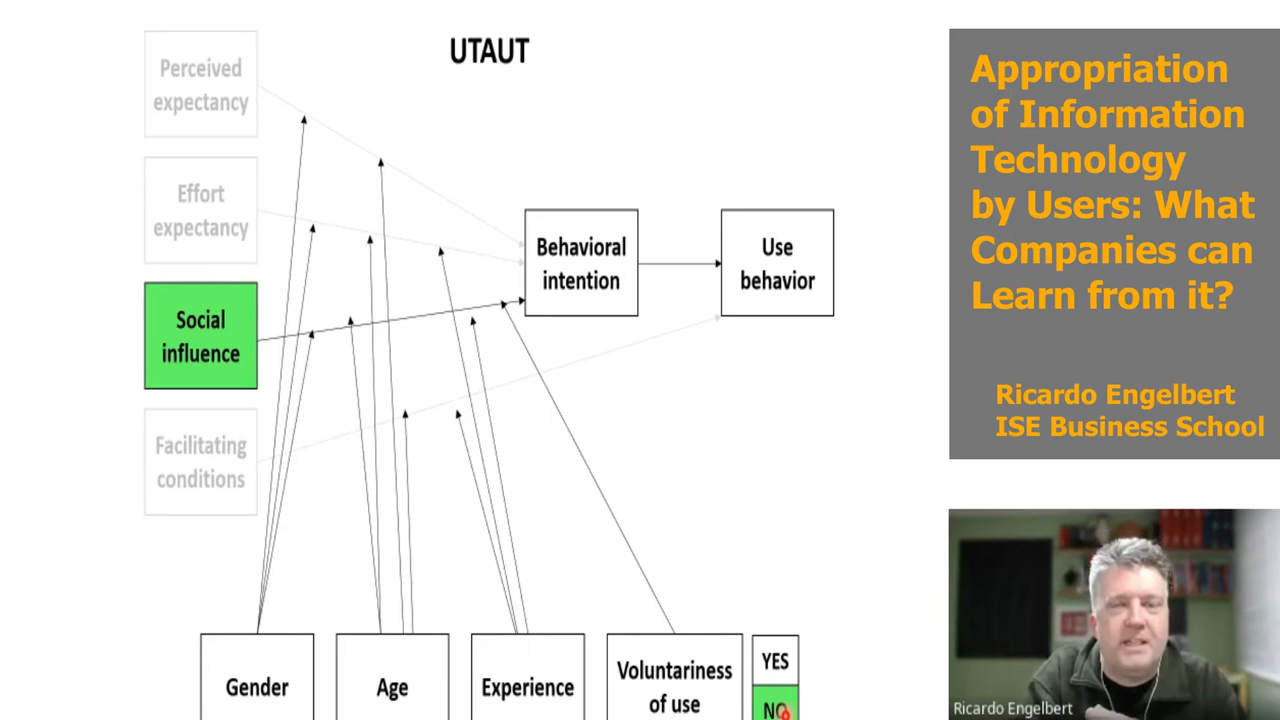 UTAUT
Perceived
expectancy
Effort
expectancy
Social
influence
Facilitating
conditions
Behavioral
intention
Use
behavior
Gender
Age
Experience
Voluntariness
of use
YES
NO
Appropriation
of Information
Technology
by Users: What
Companies can
Learn from it?
Ricardo Engelbert
ISE Business School
Ricardo Engelbert